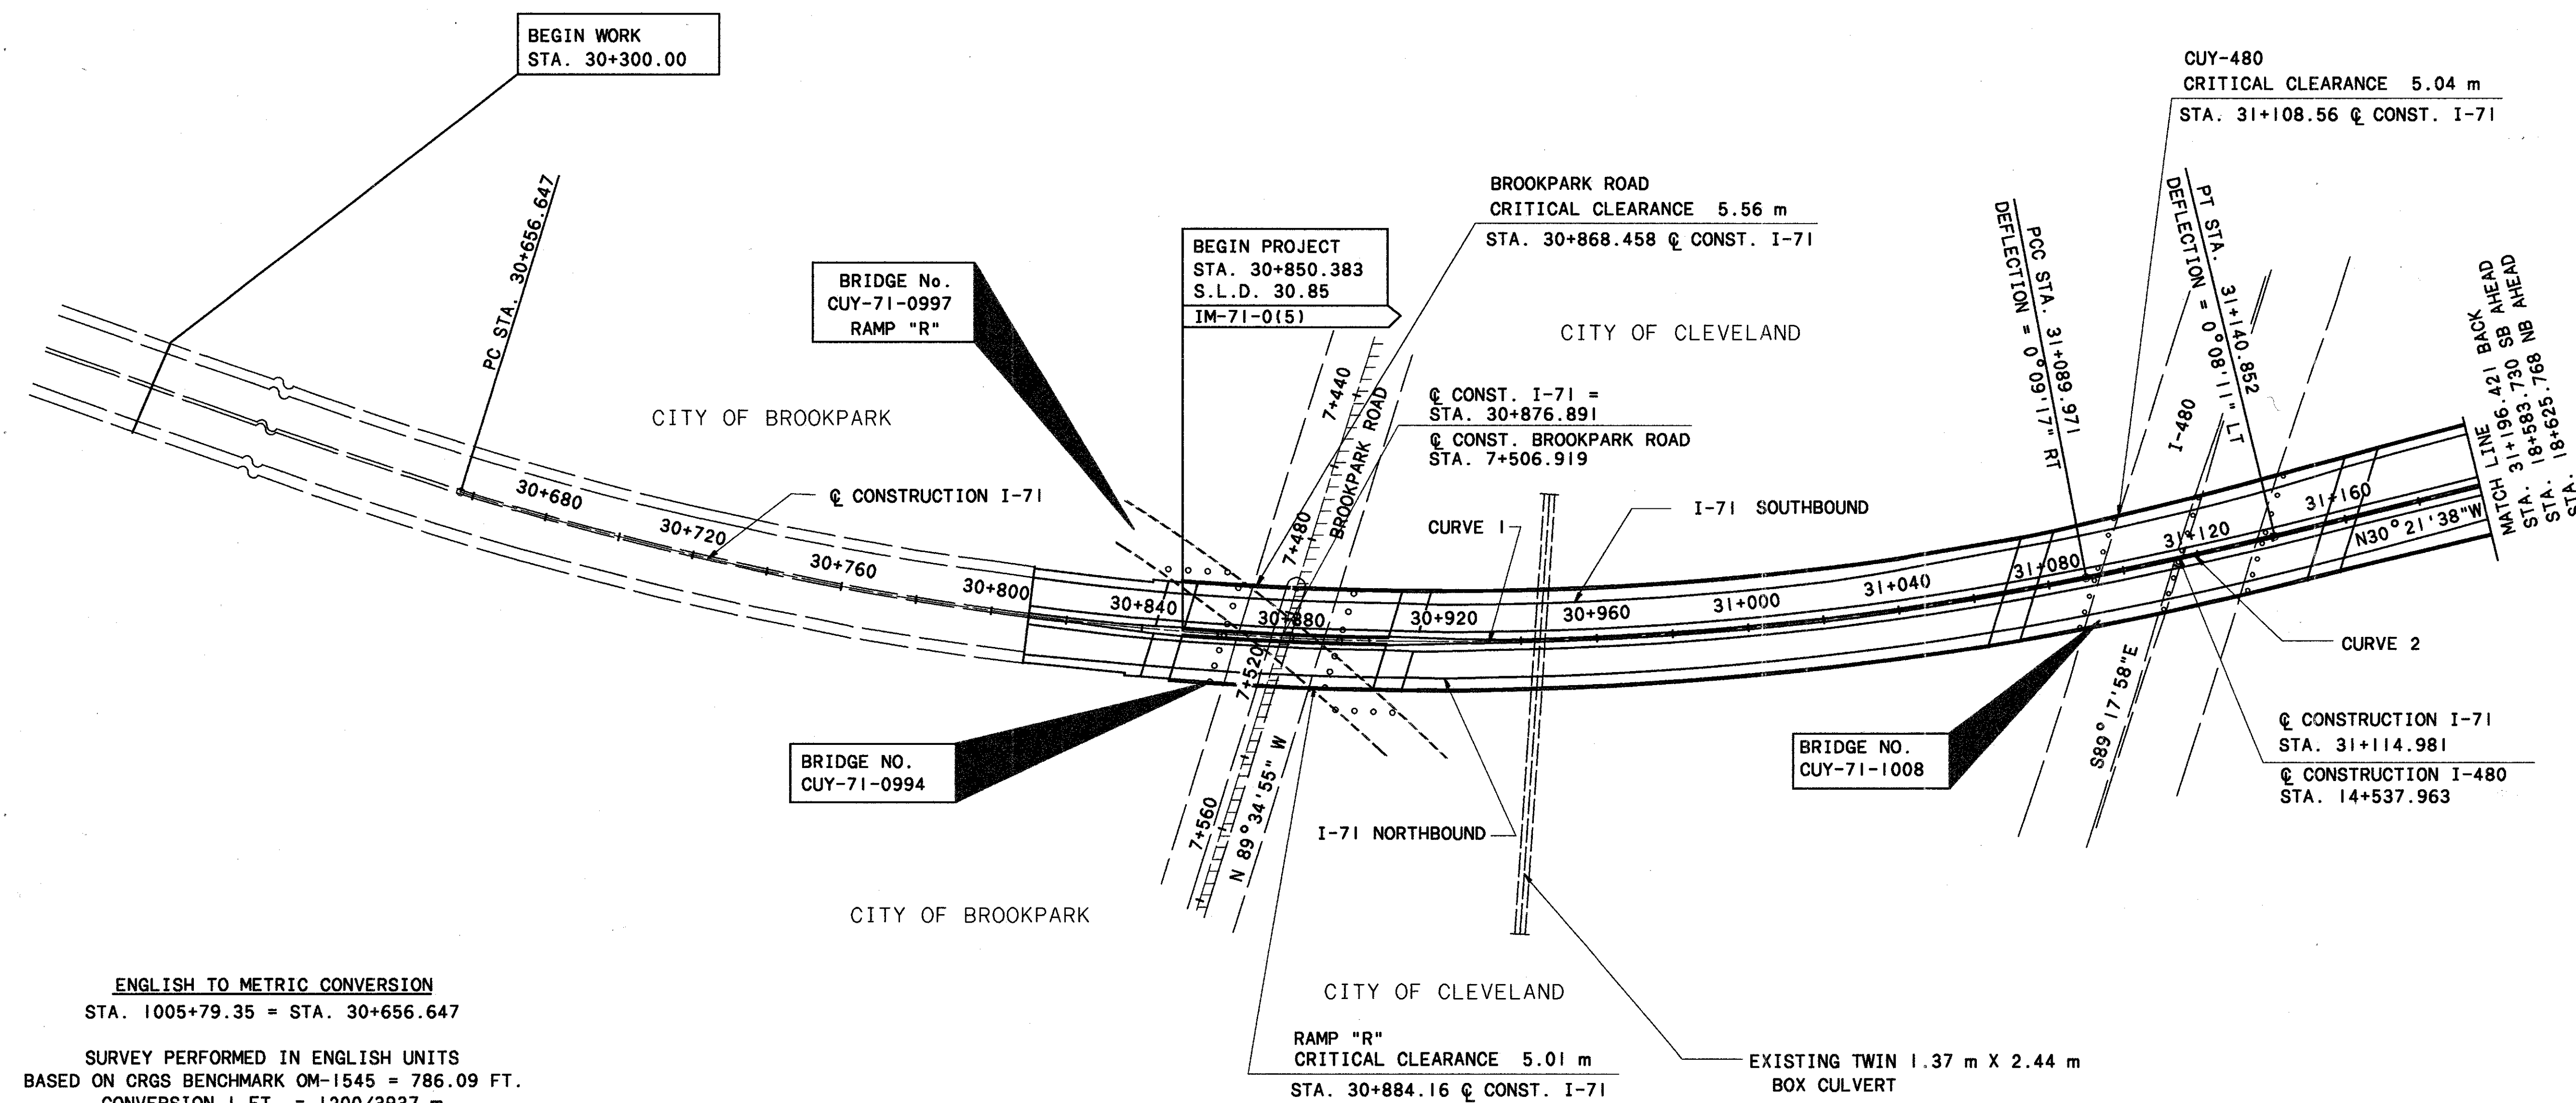 BEGIN WORK
STA. 30+300.00
PC STA. 30+656.647
CITY OF BROOKPARK
BRIDGE No.
CUY-71-0997
RAMP "R"
BEGIN PROJECT
STA. 30+850.383
S.L.D. 30.85
IM-71-0(5)
BROOKPARK ROAD
CRITICAL CLEARANCE 5.56 m
STA. 30+868.458 ℄ CONST. I-71
CITY OF CLEVELAND
CUY-480
CRITICAL CLEARANCE 5.04 m
STA. 31+108.56 ℄ CONST. I-71
PCC STA. 31+089.971
DEFLECTION = 0°09'17" RT
PT STA. 31+140.852
DEFLECTION = 0°08'11" LT
I-480
MATCH LINE
STA. 31+196.421 BACK
STA. 18+583.730 SB AHEAD
STA. 18+625.768 NB AHEAD
7+440
BROOKPARK ROAD
7+480
℄ CONST. I-71 =
STA. 30+876.891
℄ CONST. BROOKPARK ROAD
STA. 7+506.919
℄ CONSTRUCTION I-71
CURVE 1
I-71 SOUTHBOUND
30+680
30+720
30+760
30+800
30+840
30+880
30+920
30+960
31+000
31+040
31+080
31+120
31+160
N30°21'38"W
7+520
7+560
N 89°34'55" W
BRIDGE NO.
CUY-71-0994
I-71 NORTHBOUND
BRIDGE NO.
CUY-71-1008
S89°17'58"E
CURVE 2
℄ CONSTRUCTION I-71
STA. 31+114.981
℄ CONSTRUCTION I-480
STA. 14+537.963
CITY OF BROOKPARK
CITY OF CLEVELAND
RAMP "R"
CRITICAL CLEARANCE 5.01 m
STA. 30+884.16 ℄ CONST. I-71
EXISTING TWIN 1.37 m X 2.44 m
BOX CULVERT
ENGLISH TO METRIC CONVERSION
STA. 1005+79.35 = STA. 30+656.647
SURVEY PERFORMED IN ENGLISH UNITS
BASED ON CRGS BENCHMARK OM-1545 = 786.09 FT.
CONVERSION 1 FT. = 1200/3937 m